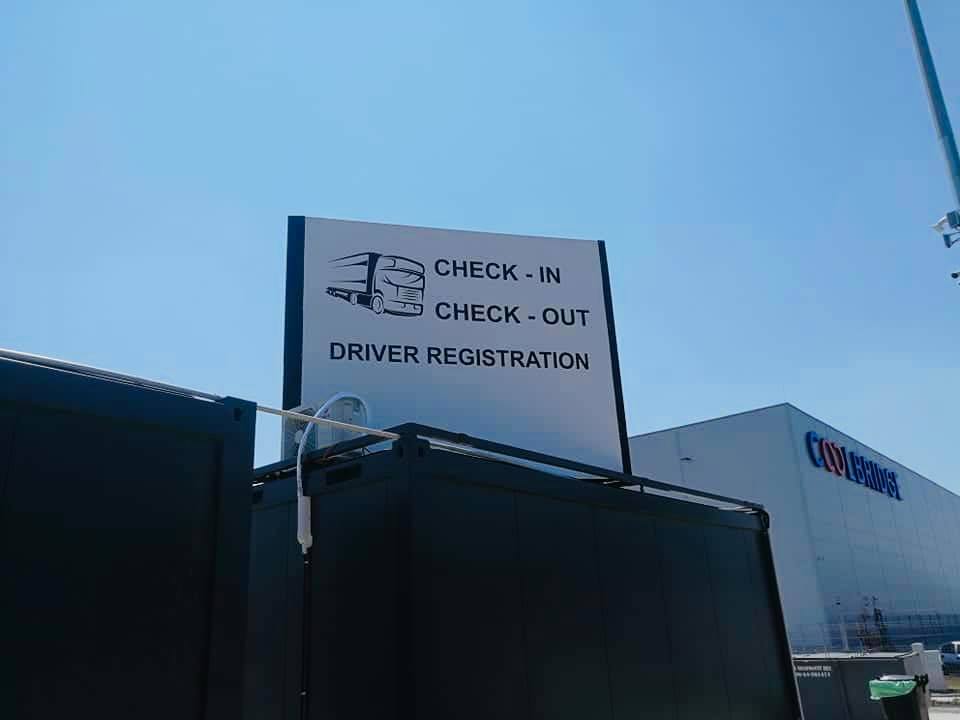 CHECK - IN
CHECK - OUT
DRIVER REGISTRATION
COOLBRIDGE